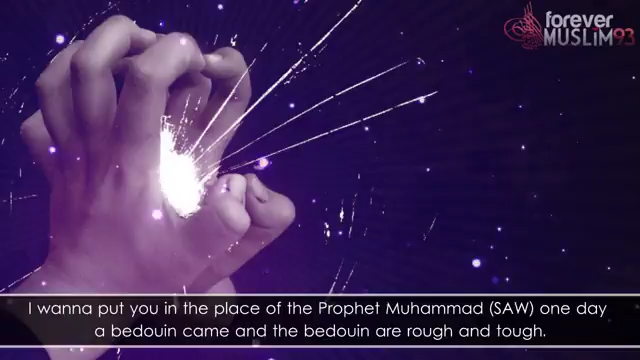 forever
MUSLiM93
I wanna put you in the place of the Prophet Muhammad (SAW) one day
a bedouin came and the bedouin are rough and tough.